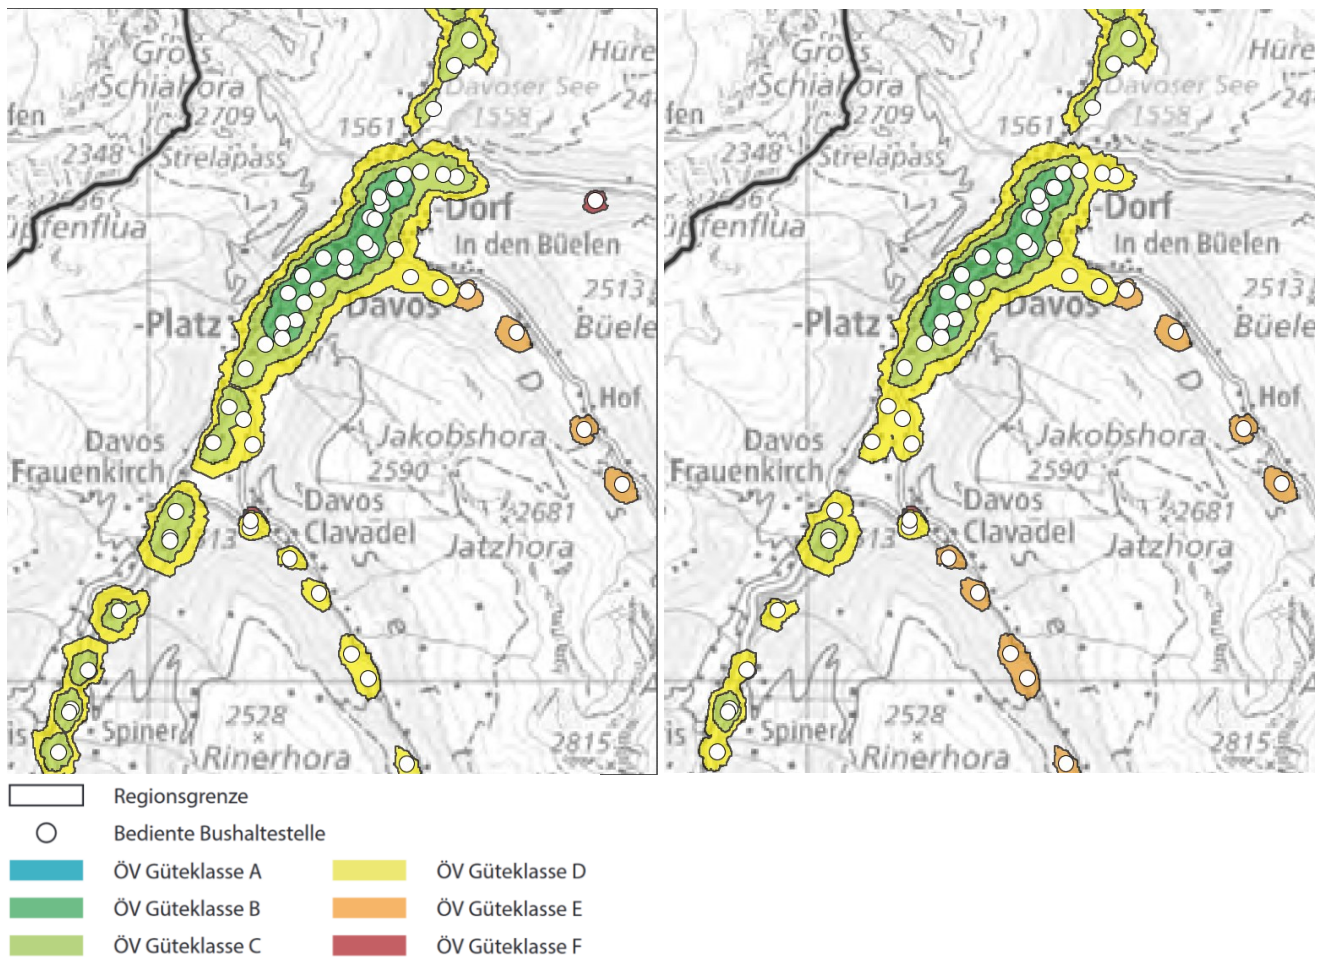 Gross
Schiahora
2709
Hüre
Davoser See
1558
24
fen
1561
2348
Strelapass
-Dorf
In den Büelen
üpfenflua
2513
Büele
-Platz
Davos
D
Hof
Davos
Frauenkirch
Jakobshora
2590
Davos
Clavadel
2681
Jatzhora
13
e
is
Spiner
2528
Rinerhora
2815
Gross
Schiahora
2709
Hüre
Davoser See
1558
24
fen
1561
2348
Strelapass
-Dorf
In den Büelen
üpfenflua
2513
Büele
-Platz
Davos
D
Hof
Davos
Frauenkirch
Jakobshora
2590
Davos
Clavadel
2681
Jatzhora
13
e
is
Spiner
2528
Rinerhora
2815
Regionsgrenze
Bediente Bushaltestelle
ÖV Güteklasse A
ÖV Güteklasse D
ÖV Güteklasse B
ÖV Güteklasse E
ÖV Güteklasse C
ÖV Güteklasse F